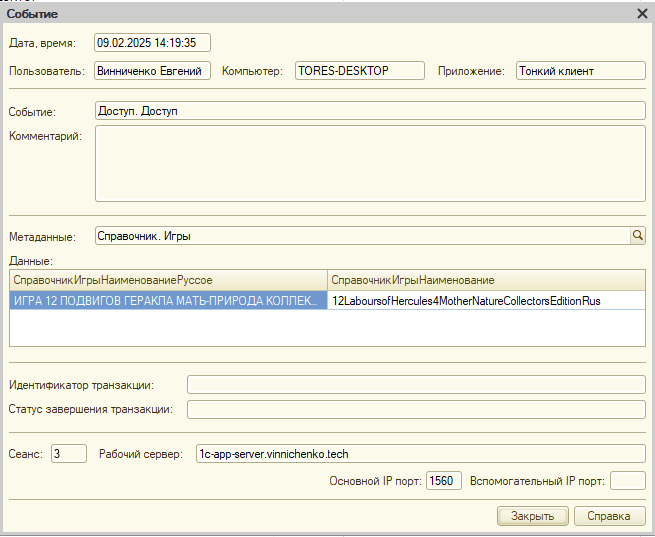 Событие
Дата, время: 09.02.2025 14:19:35
Пользователь: Винниченко Евгений Компьютер: TORES-DESKTOP Приложение: Тонкий клиент
Событие: Доступ. Доступ
Комментарий:
Метаданные: Справочник. Игры
Данные:
СправочникИгрыНаименованиеРуссое СправочникИгрыНаименование
ИГРА 12 ПОДВИГОВ ГЕРАКЛА МАТЬ-ПРИРОДА КОЛЛЕК... 12LaboursofHercules4MotherNatureCollectorsEditionRus
Идентификатор транзакции:
Статус завершения транзакции:
Сеанс: 3 Рабочий сервер: 1c-app-server.vinnichenko.tech
Основной IP порт: 1560 Вспомогательный IP порт:
Закрыть Справка